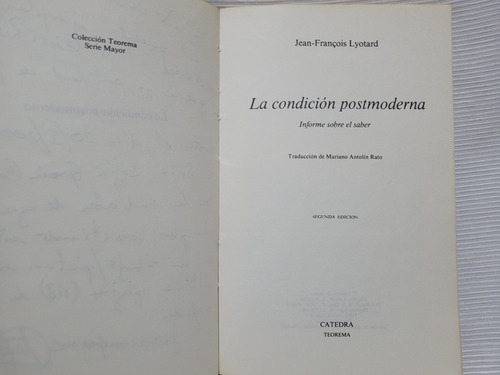 Colección Teorema
Serie Mayor
Jean-François Lyotard
La condición postmoderna
Informe sobre el saber
Traducción de Mariano Antolín Rato
SEGUNDA EDICION
CATEDRA
TEOREMA